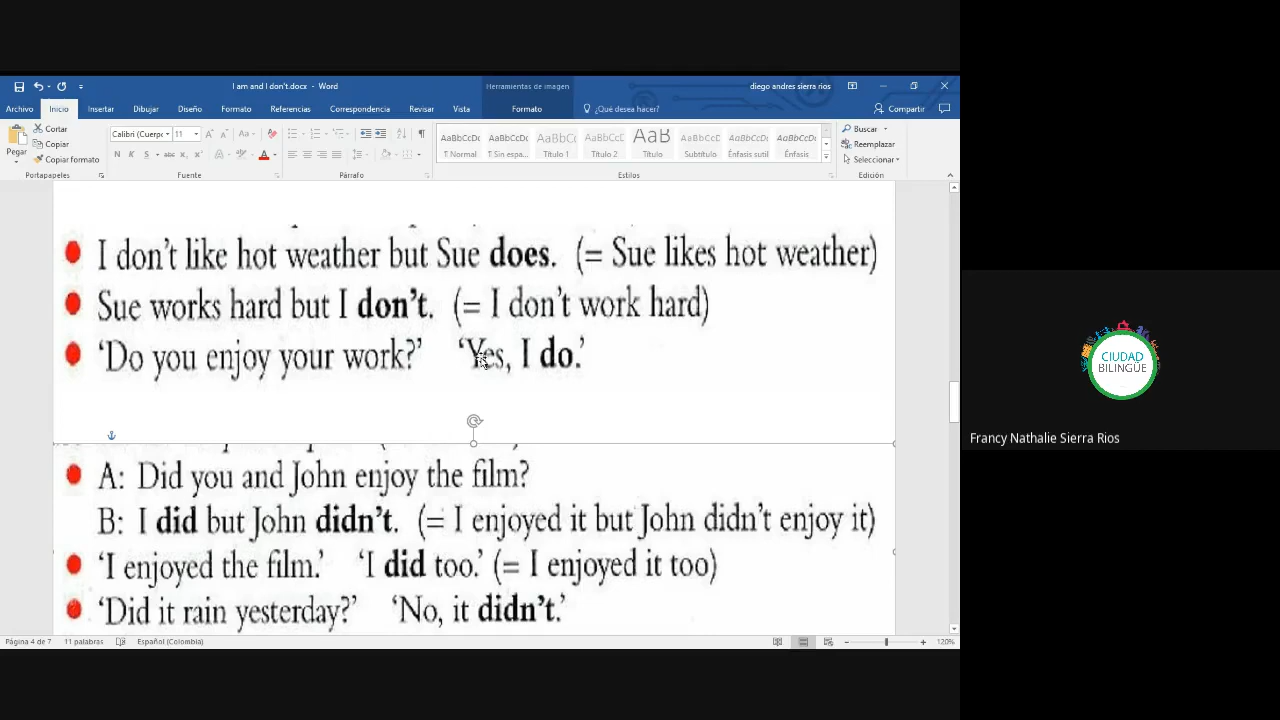 I am and I don't.docx - Word
Herramientas de imagen
diego andres sierra rios
Archivo Inicio Insertar Dibujar Diseño Formato Referencias Correspondencia Revisar Vista Formato ¿Qué desea hacer? Compartir
Pegar
Cortar
Copiar
Copiar formato
Portapapeles
Calibri (Cuerpo 11
N K S abc x₂ x²
Fuente
Párrafo
AaBbCcDc AaBbCcDc AaBbCc AaBbCcC AaB AaBbCcC AaBbCcDc AaBbCcDc
¶ Normal ¶ Sin espa... Título 1 Título 2 Título Subtítulo Énfasis sutil Énfasis
Estilos
Buscar
Reemplazar
Seleccionar
Edición
I don't like hot weather but Sue does. (= Sue likes hot weather)
Sue works hard but I don't. (= I don't work hard)
'Do you enjoy your work?' 'Yes, I do.'
A: Did you and John enjoy the film?
B: I did but John didn't. (= I enjoyed it but John didn't enjoy it)
'I enjoyed the film.' 'I did too.' (= I enjoyed it too)
'Did it rain yesterday?' 'No, it didn't.'
Página 4 de 7 11 palabras Español (Colombia) 120%
CIUDAD
BILINGÜE
Francy Nathalie Sierra Rios